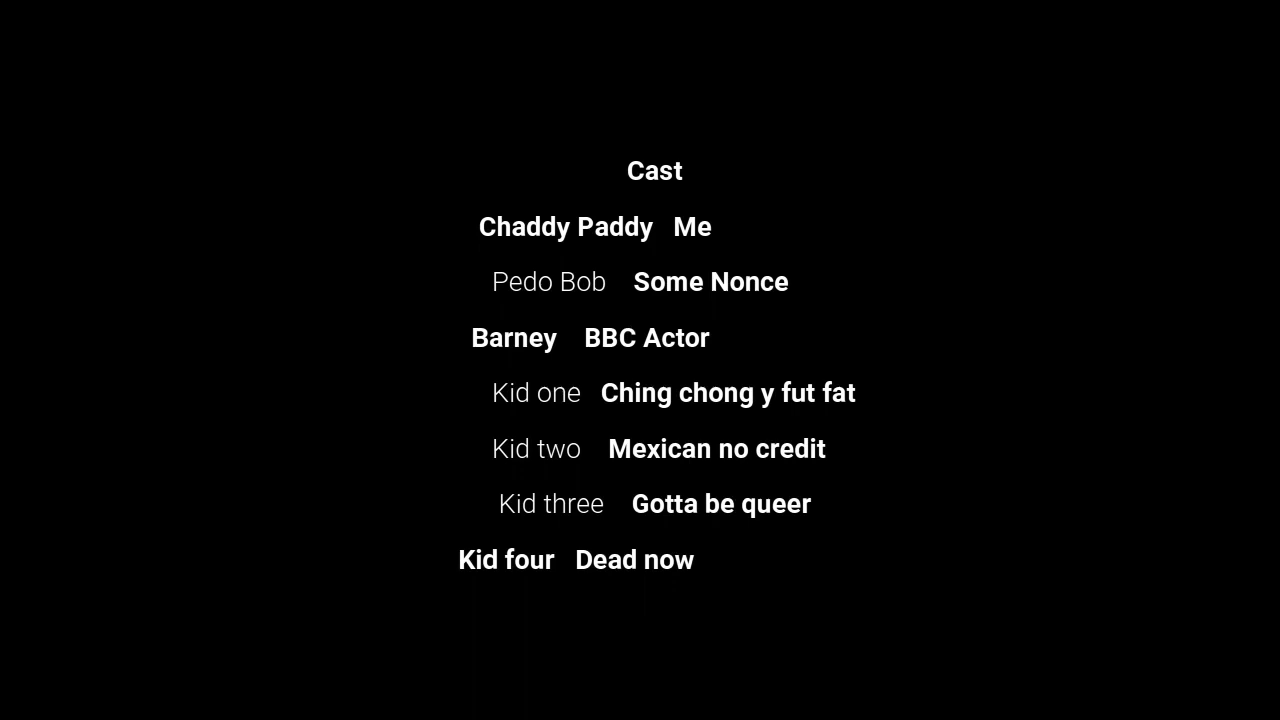 Cast
Chaddy Paddy Me
Pedo Bob Some Nonce
Barney BBC Actor
Kid one Ching chong y fut fat
Kid two Mexican no credit
Kid three Gotta be queer
Kid four Dead now